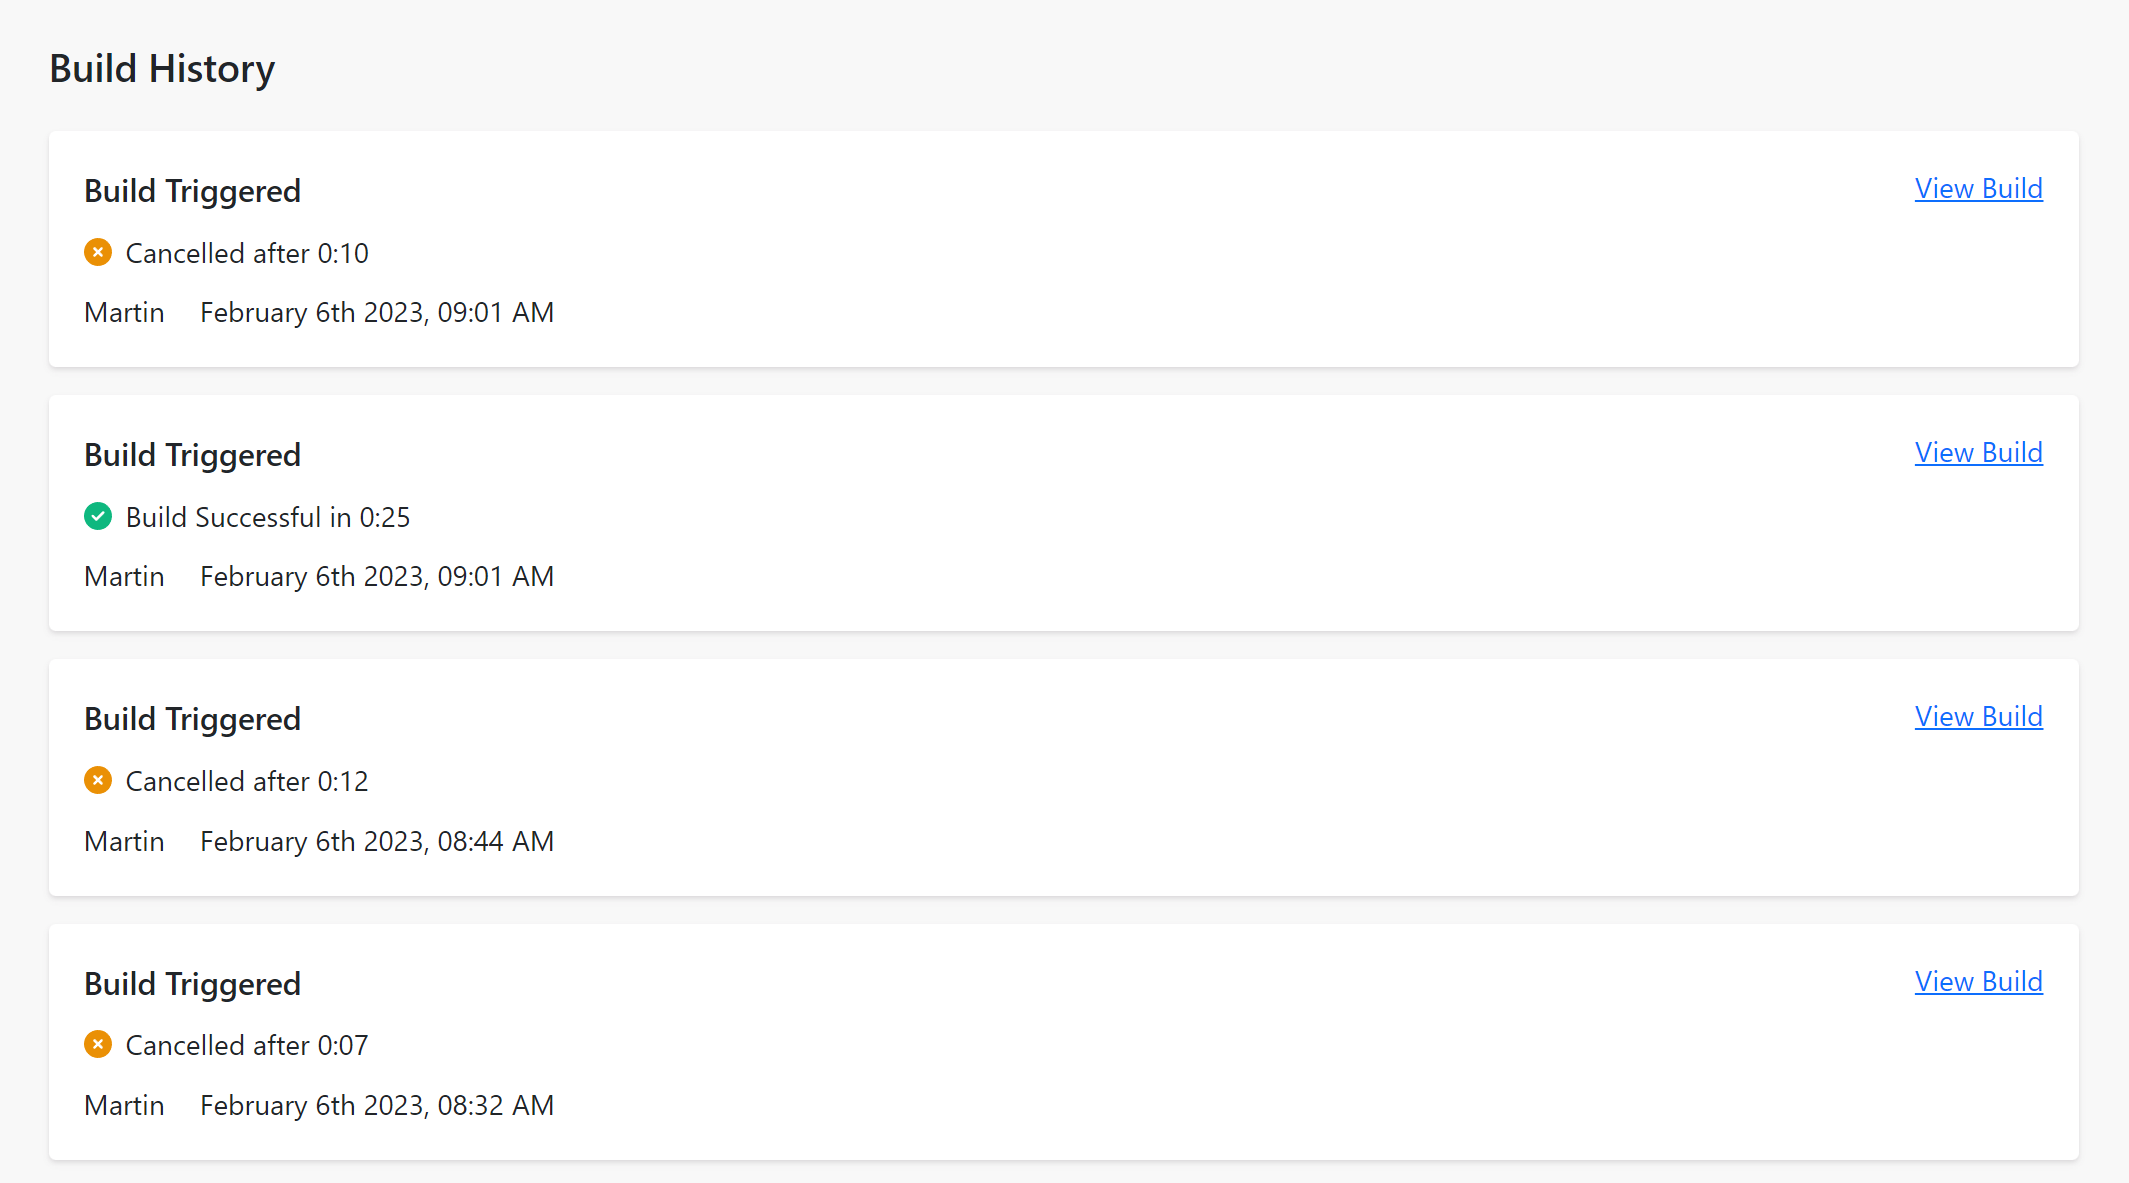 Build History
Build Triggered
View Build
Cancelled after 0:10
Martin February 6th 2023, 09:01 AM
Build Triggered
View Build
Build Successful in 0:25
Martin February 6th 2023, 09:01 AM
Build Triggered
View Build
Cancelled after 0:12
Martin February 6th 2023, 08:44 AM
Build Triggered
View Build
Cancelled after 0:07
Martin February 6th 2023, 08:32 AM